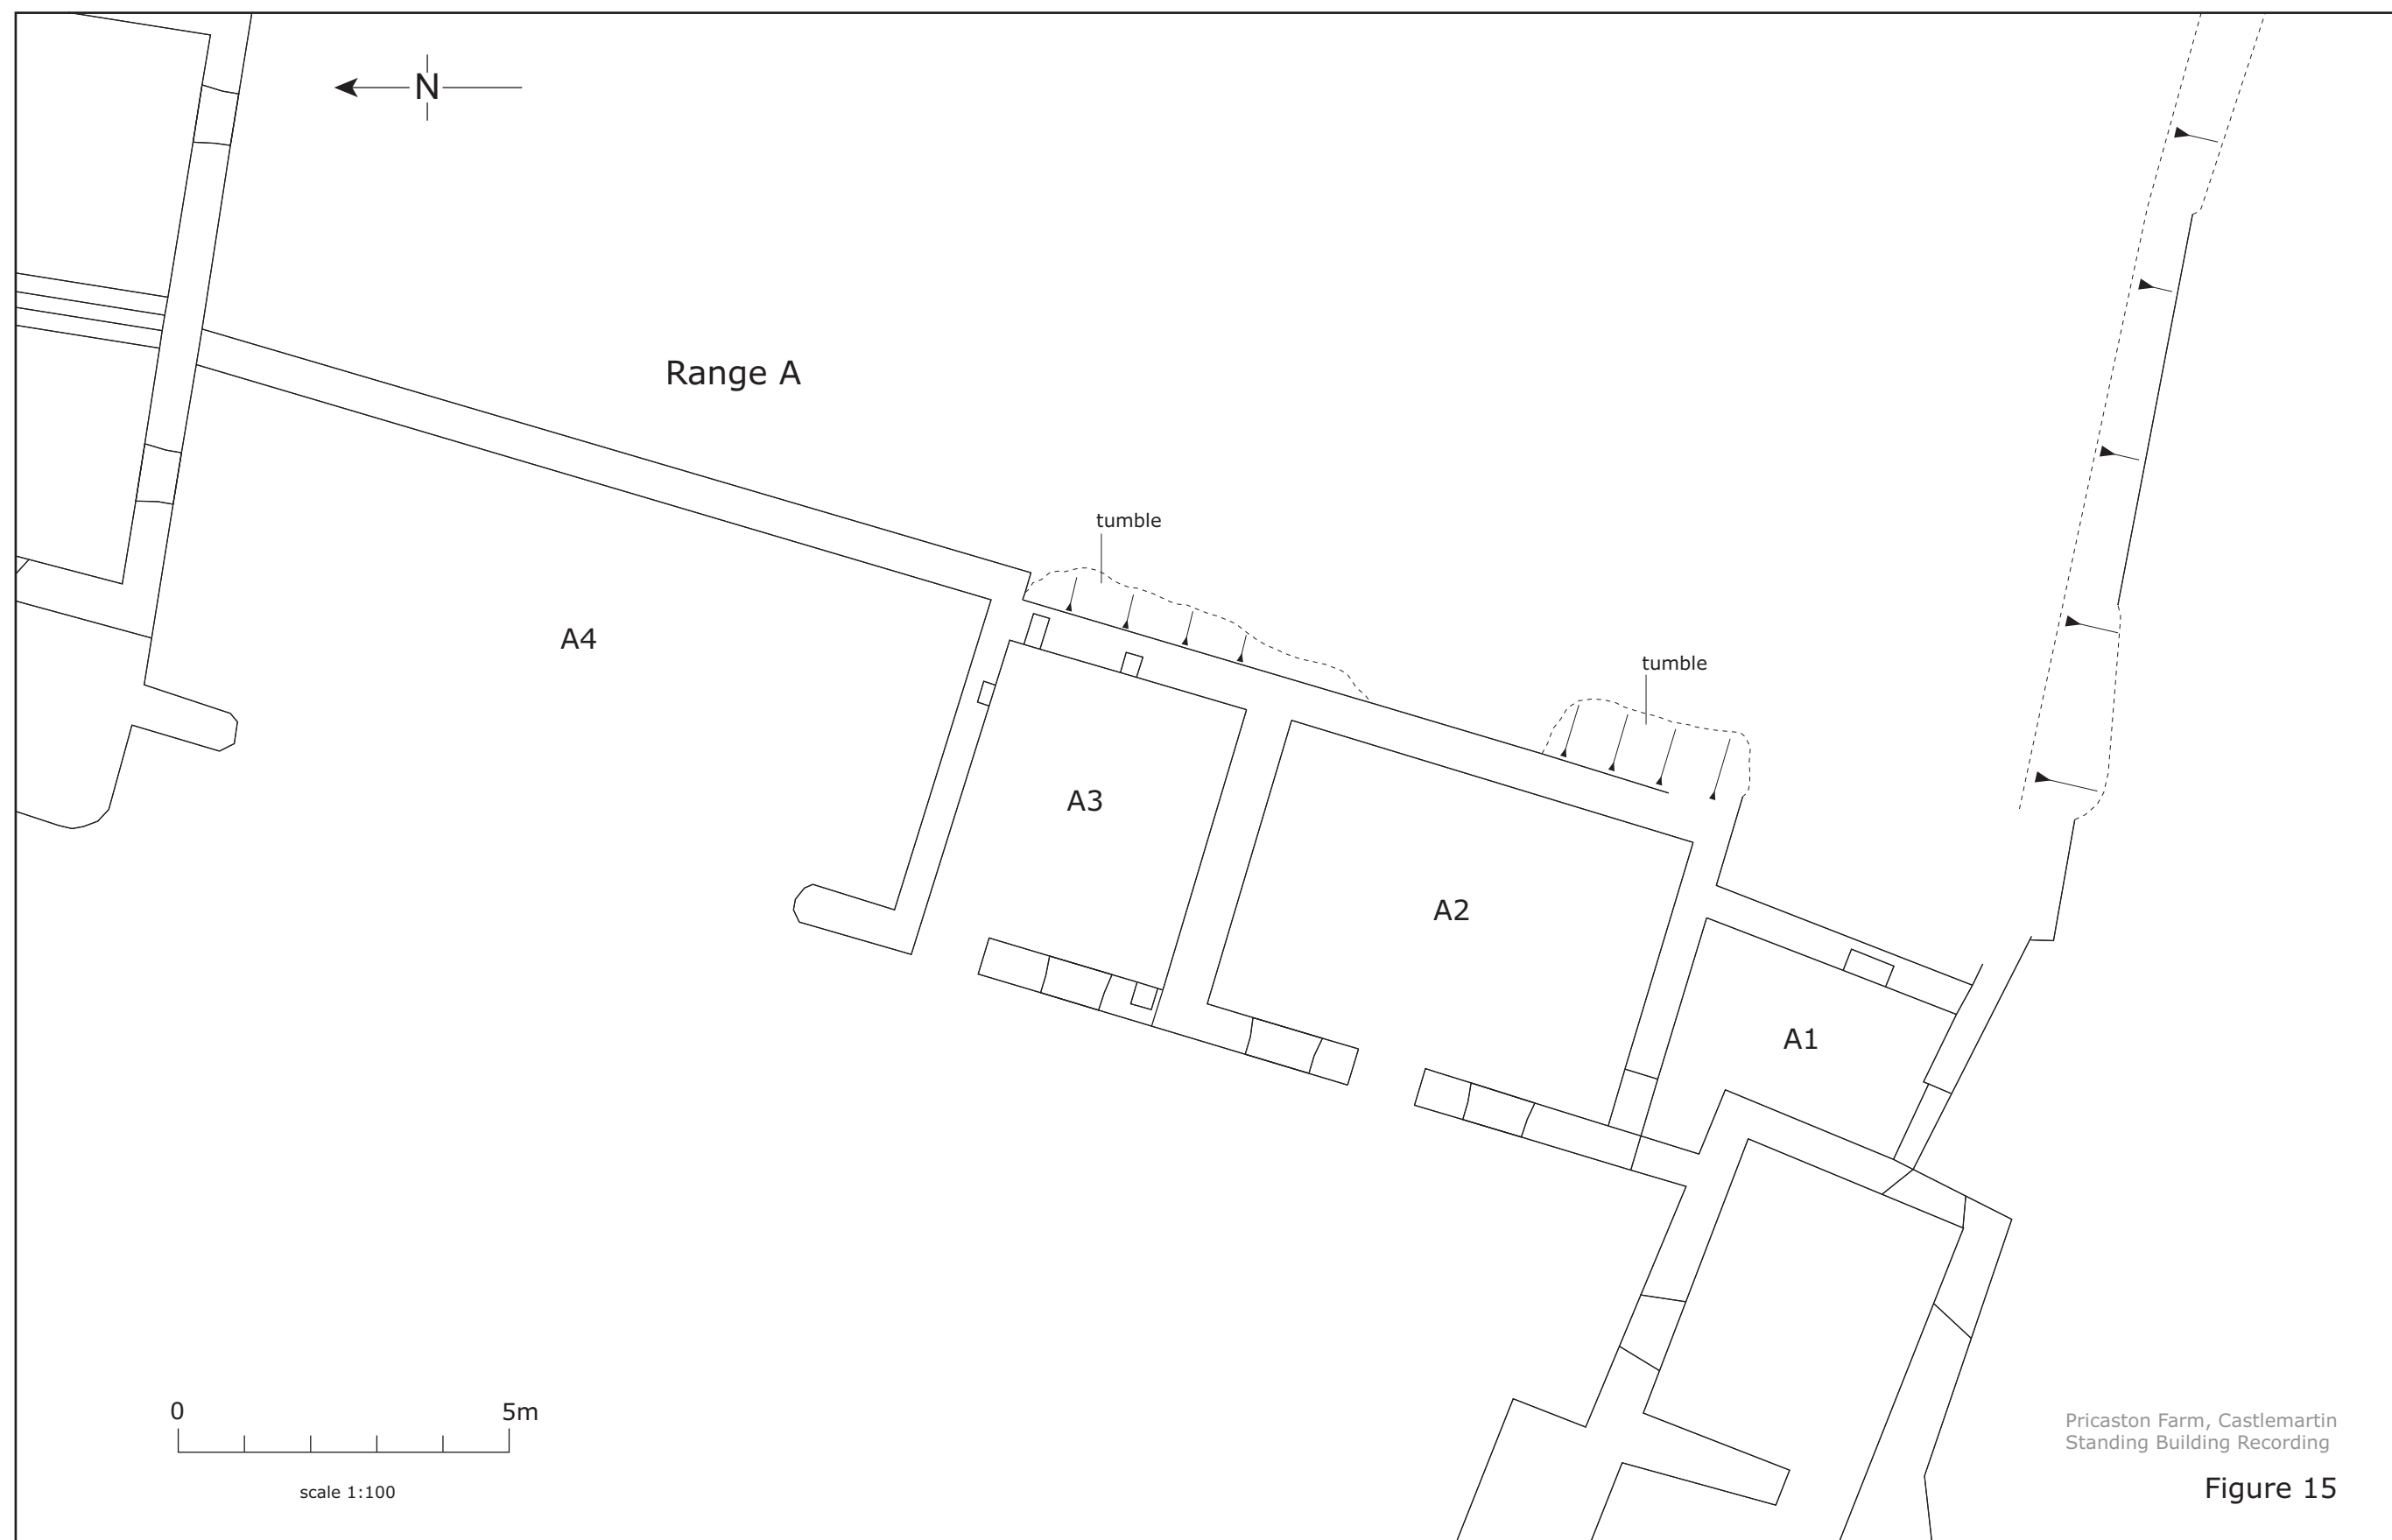 N
Range A
tumble
A4
tumble
A3
A2
A1
0 5m
scale 1:100
Pricaston Farm, Castlemartin
Standing Building Recording
Figure 15